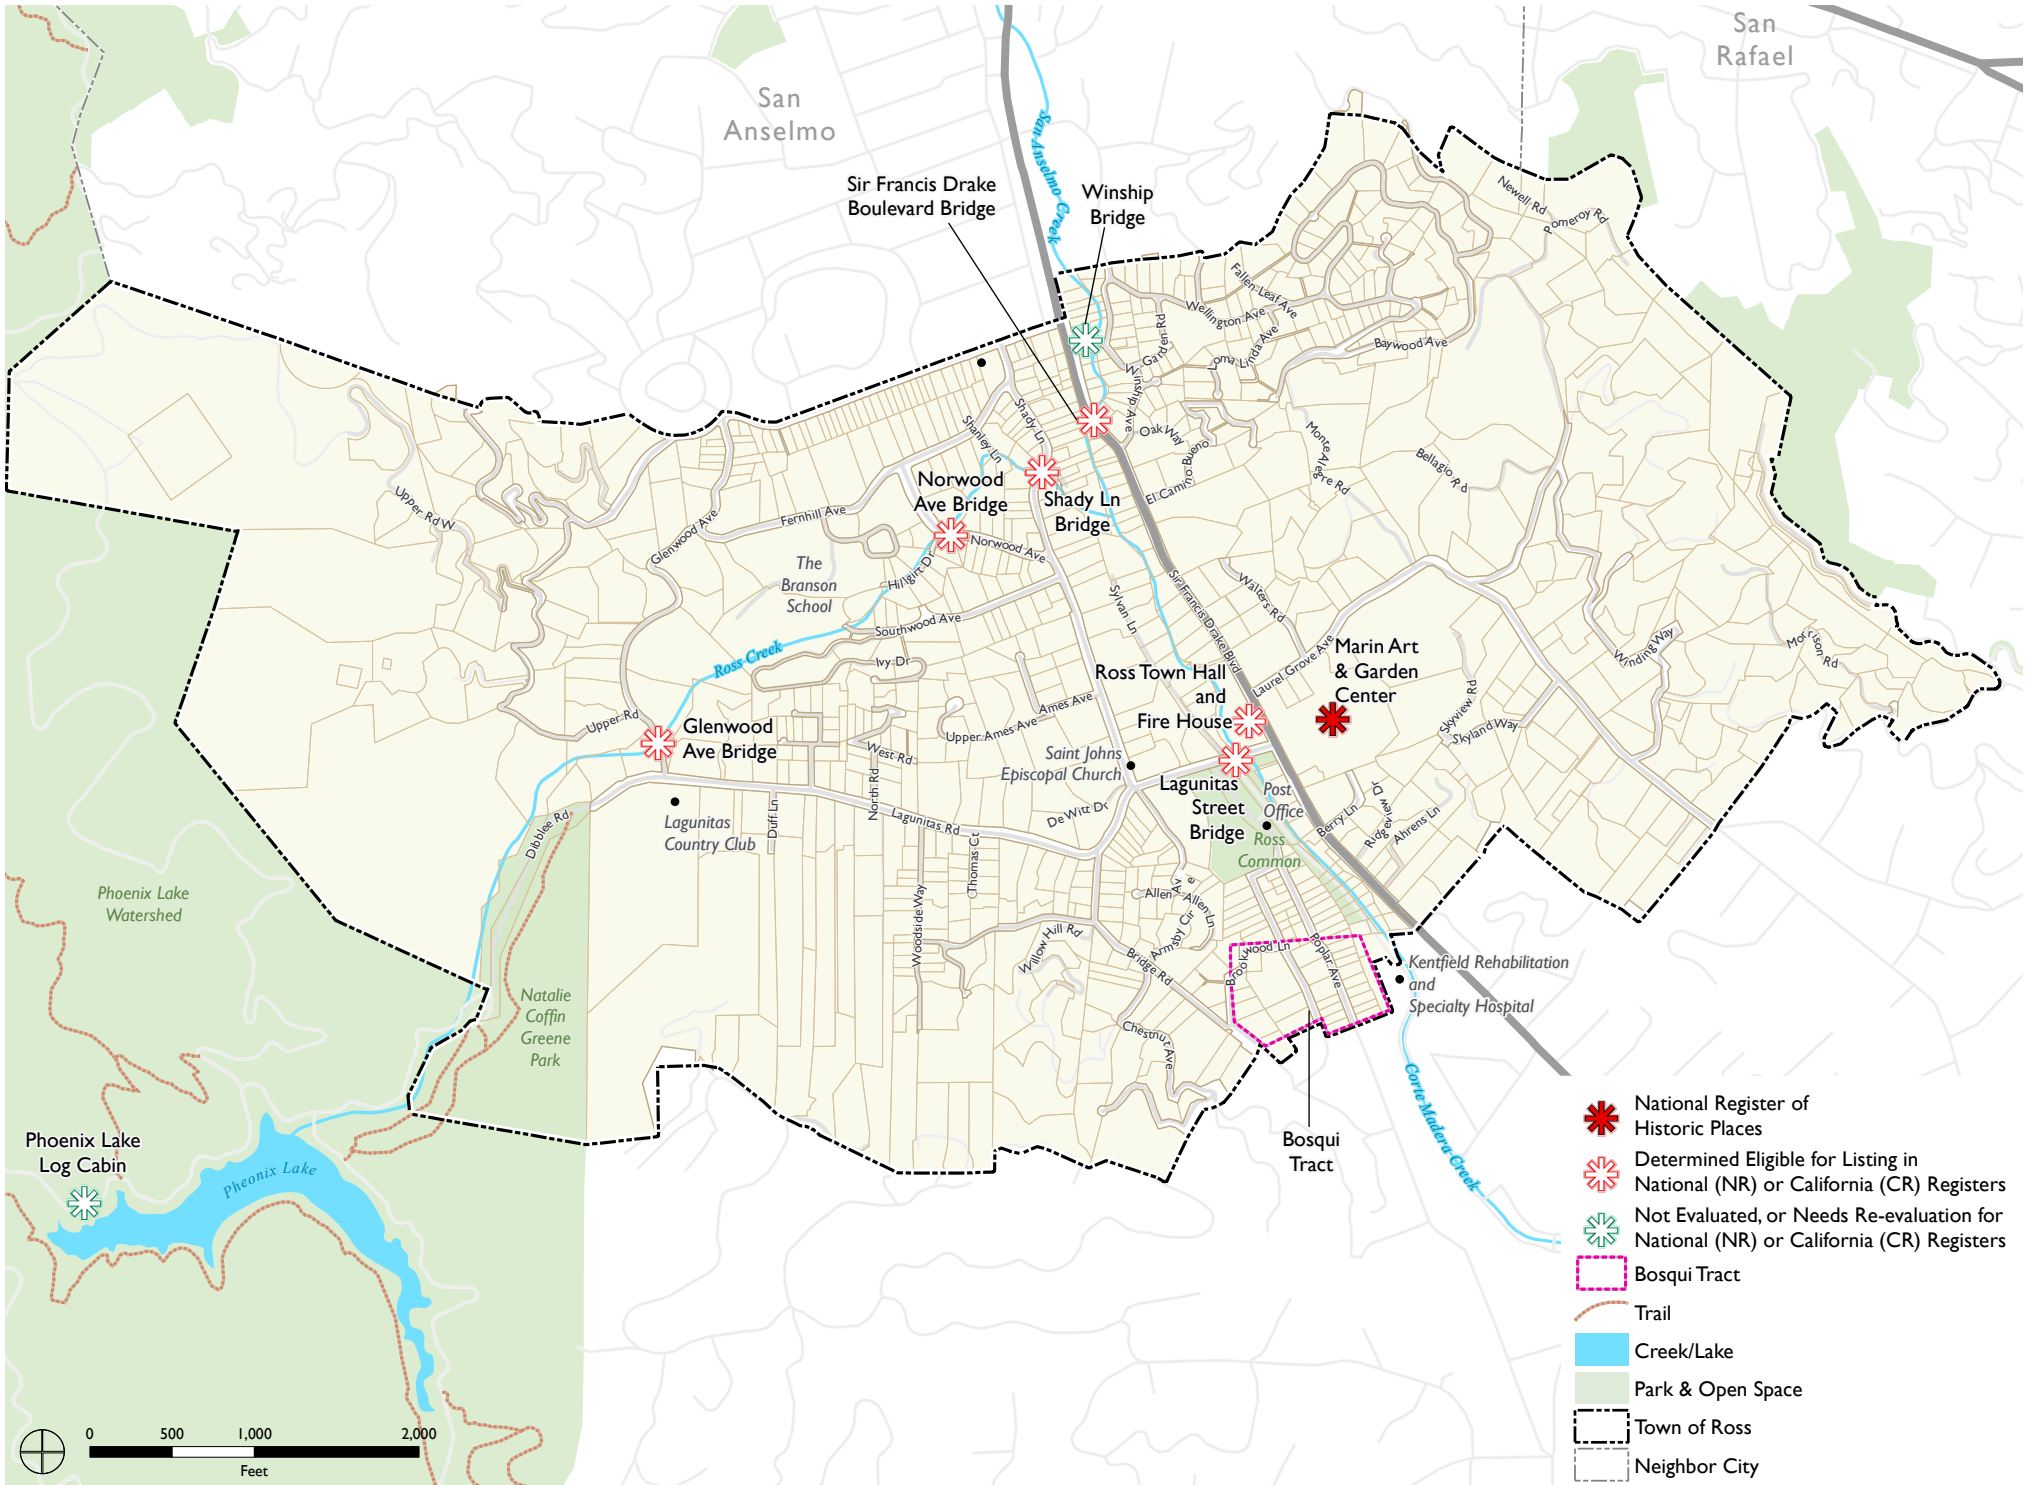 San
Rafael
San
Anselmo
San Anselmo Creek
Sir Francis Drake
Boulevard Bridge
Winship
Bridge
Newell Rd
Pomeroy Rd
Fallen Leaf Ave
Wellington Ave
Garden Rd
Loma Linda Ave
Baywood Ave
Winship Ave
Oak Way
El Camino Bueno
Monte Alegre Rd
Bellagio Rd
Shady Ln
Shanley Ln
Upper Rd W
Norwood
Ave Bridge
Shady Ln
Bridge
Fernhill Ave
Glenwood Ave
Norwood Ave
The
Branson
School
Hillgirt Dr
Sir Francis Drake Blvd
Walters Rd
Sylvan Ln
Southwood Ave
Ross Creek
Ivy Dr
Laurel Grove Ave
Marin Art
& Garden
Center
Winding Way
Morrison Rd
Ross Town Hall
and
Fire House
Skyview Rd
Skyland Way
Ames Ave
Upper Ames Ave
Upper Rd
Glenwood
Ave Bridge
West Rd
North Rd
Saint Johns
Episcopal Church
Lagunitas
Street
Bridge
Post
Office
Ross
Common
Berry Ln
Ridgeview Dr
Ahrens Ln
De Witt Dr
Lagunitas Rd
Duff Ln
Lagunitas
Country Club
Dibblee Rd
Thomas Ct
Woodside Way
Allen Ave
Allen Ln
Armsby Cir
Willow Hill Rd
Bridge Rd
Brookwood Ln
Poplar Ave
Phoenix Lake
Watershed
Natalie
Coffin
Greene
Park
Kentfield Rehabilitation
and
Specialty Hospital
Chestnut Ave
Corte Madera Creek
Bosqui
Tract
Phoenix Lake
Log Cabin
Pheonix Lake
National Register of
Historic Places
Determined Eligible for Listing in
National (NR) or California (CR) Registers
Not Evaluated, or Needs Re-evaluation for
National (NR) or California (CR) Registers
Bosqui Tract
Trail
Creek/Lake
Park & Open Space
Town of Ross
Neighbor City
0 500 1,000 2,000
Feet